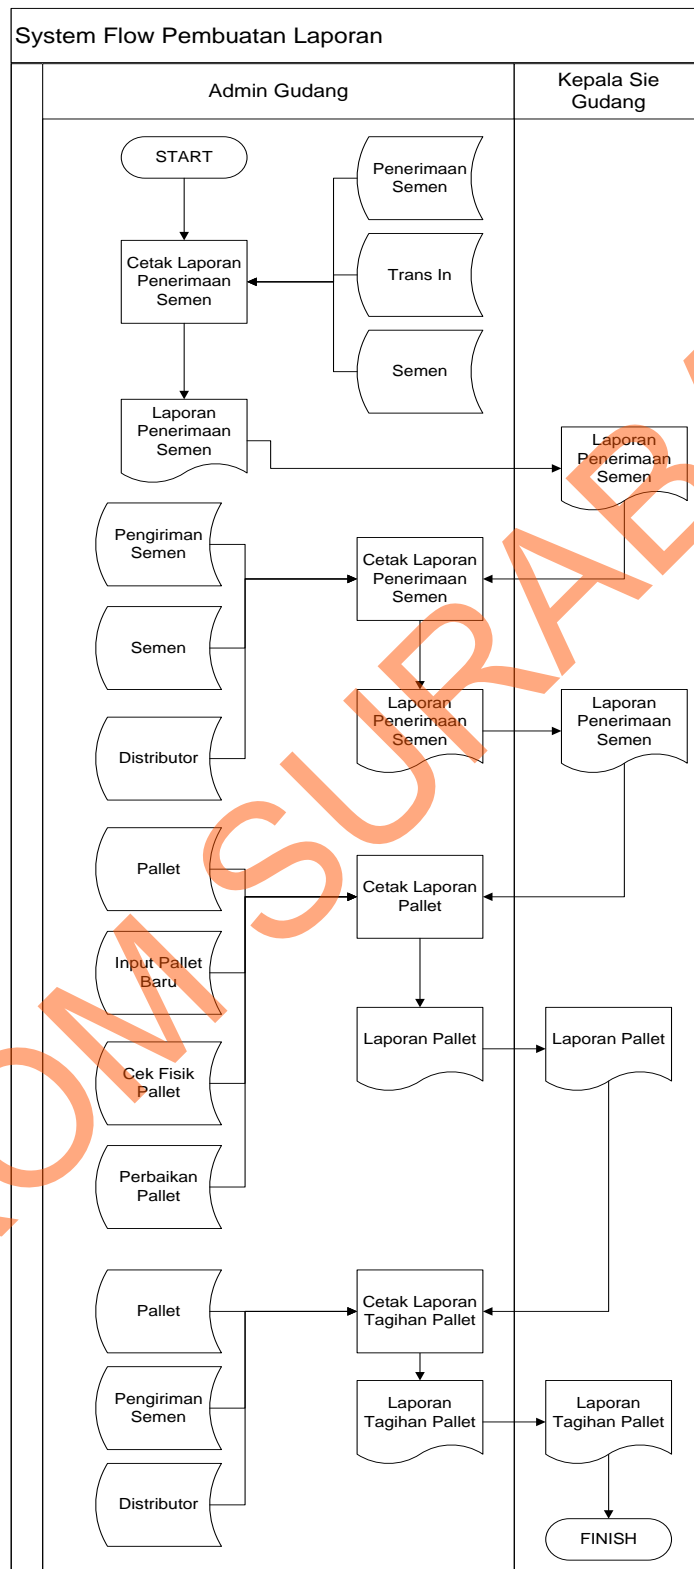 System Flow Pembuatan Laporan
Admin Gudang
Kepala Sie
Gudang
START
Penerimaan
Semen
Cetak Laporan
Penerimaan
Semen
Trans In
Semen
Laporan
Penerimaan
Semen
Laporan
Penerimaan
Semen
Pengiriman
Semen
Cetak Laporan
Penerimaan
Semen
Semen
Laporan
Penerimaan
Semen
Laporan
Penerimaan
Semen
Distributor
Pallet
Cetak Laporan
Pallet
Input Pallet
Baru
Laporan Pallet
Laporan Pallet
Cek Fisik
Pallet
Perbaikan
Pallet
Pallet
Cetak Laporan
Tagihan Pallet
Pengiriman
Semen
Laporan
Tagihan Pallet
Laporan
Tagihan Pallet
Distributor
FINISH
OM SURABA